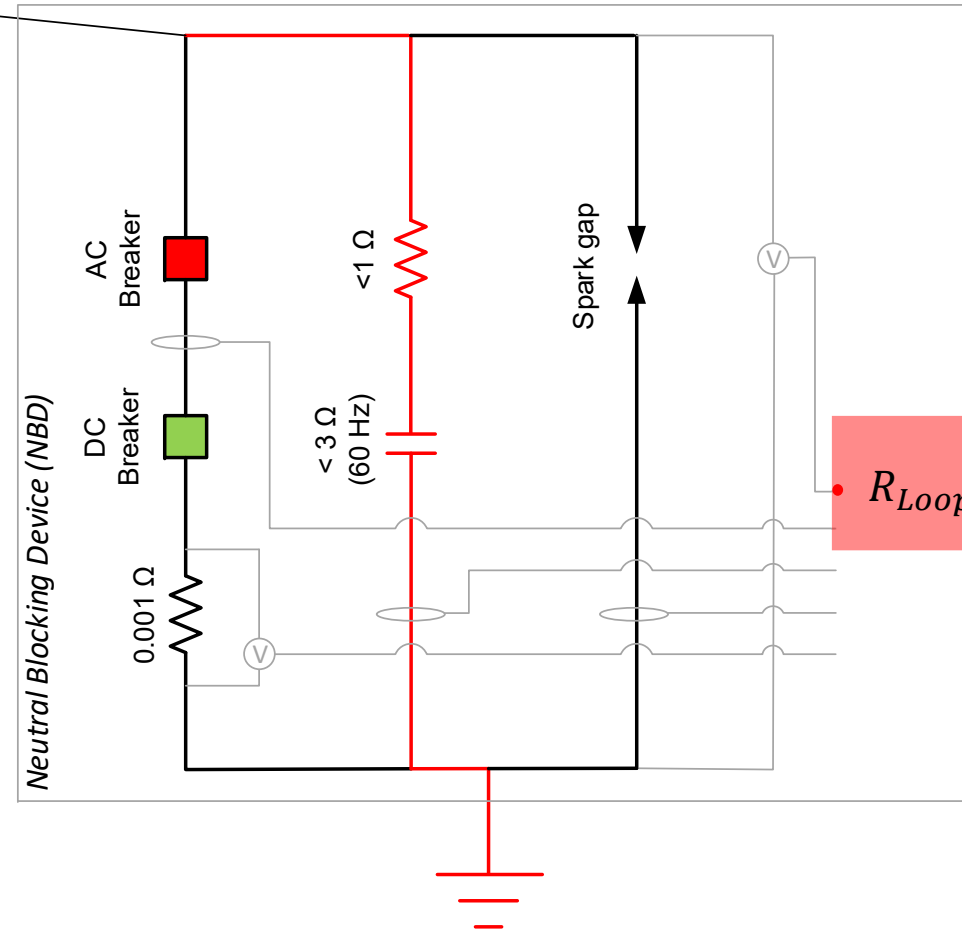 Neutral Blocking Device (NBD)
AC
Breaker
DC
Breaker
0.001 Ω
<1 Ω
< 3 Ω
(60 Hz)
Spark gap
V
V
R_Loop